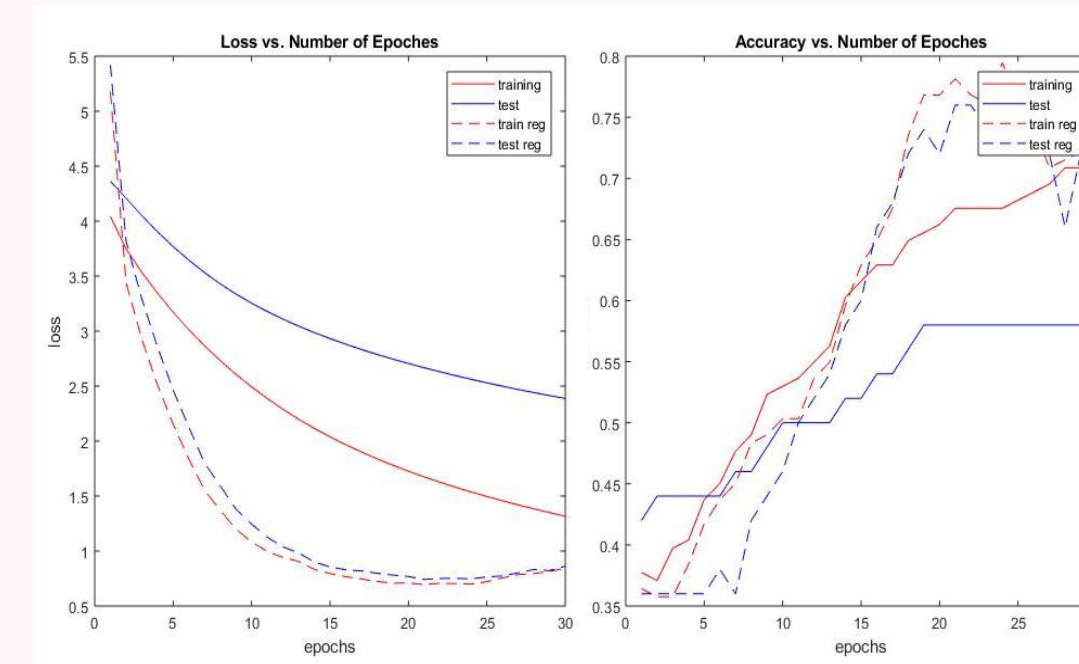 Loss vs. Number of Epoches
5.5
5
4.5
4
3.5
3
2.5
2
1.5
1
0.5
loss
0 5 10 15 20 25 30
epochs
training
test
train reg
test reg
Accuracy vs. Number of Epoches
0.8
0.75
0.7
0.65
0.6
0.55
0.5
0.45
0.4
0.35
0 5 10 15 20 25
epochs
training
test
train reg
test reg